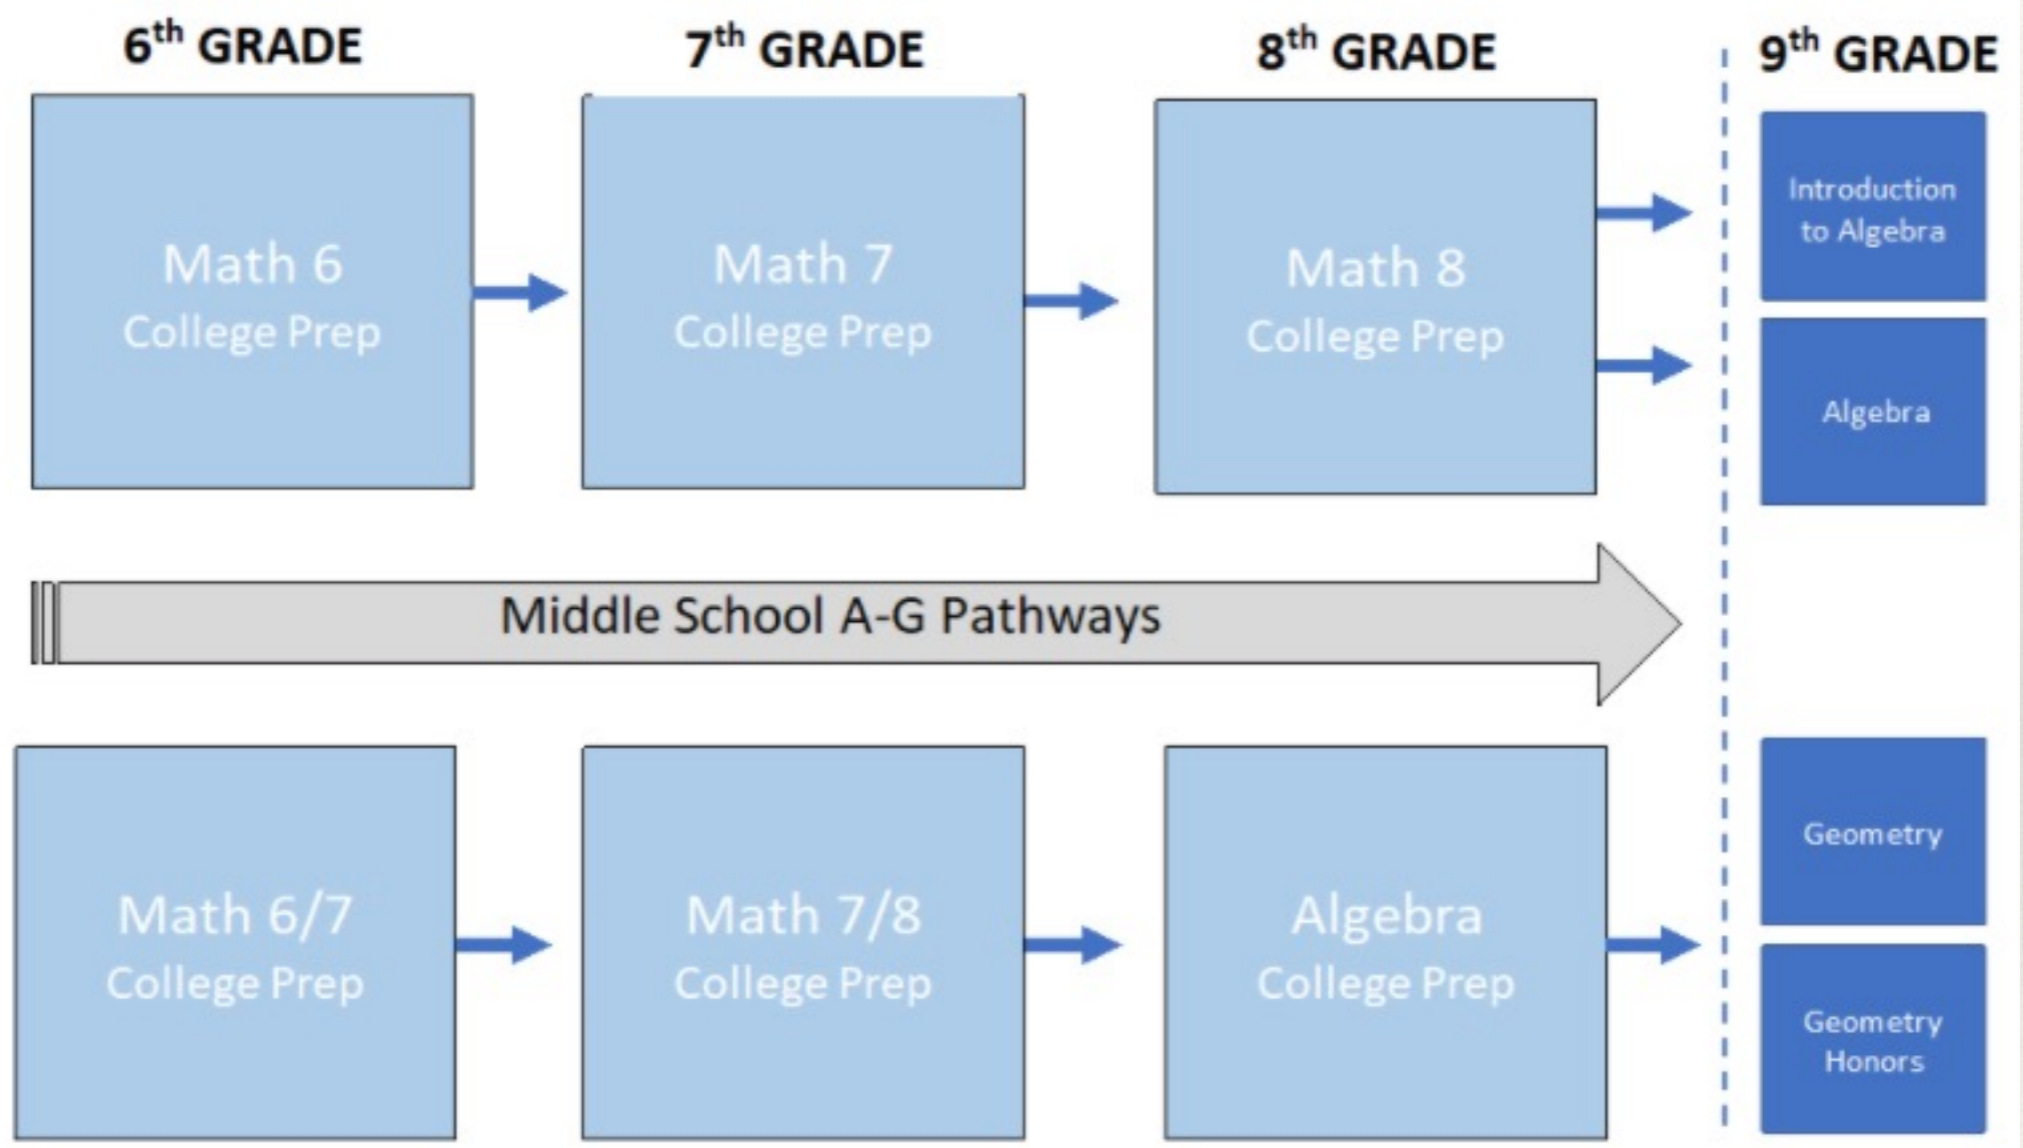 6th GRADE
7th GRADE
8th GRADE
9th GRADE
Math 6
College Prep
Math 7
College Prep
Math 8
College Prep
Introduction
to Algebra
Algebra
Middle School A-G Pathways
Math 6/7
College Prep
Math 7/8
College Prep
Algebra
College Prep
Geometry
Geometry
Honors